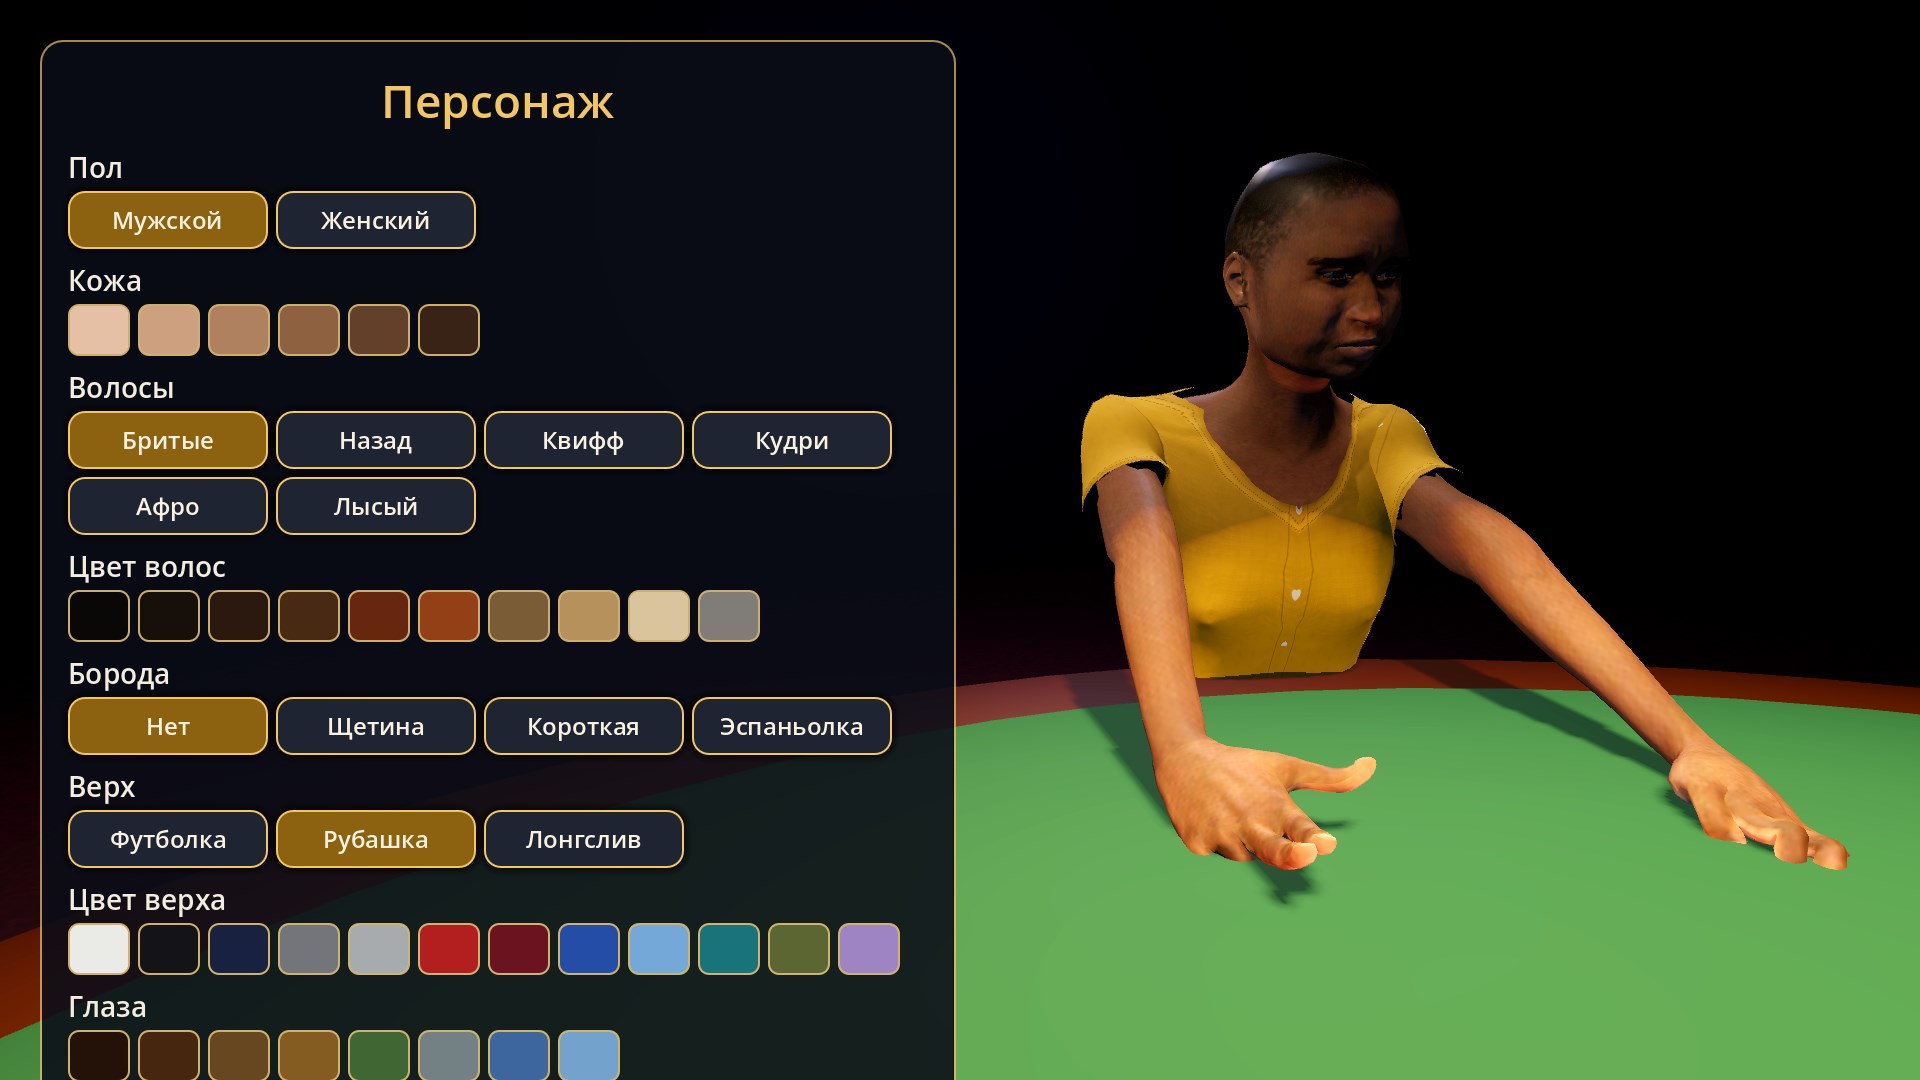 Персонаж
Пол
Мужской Женский
Кожа
Волосы
Бритые Назад Квифф Кудри
Афро Лысый
Цвет волос
Борода
Нет Щетина Короткая Эспаньолка
Верх
Футболка Рубашка Лонгслив
Цвет верха
Глаза